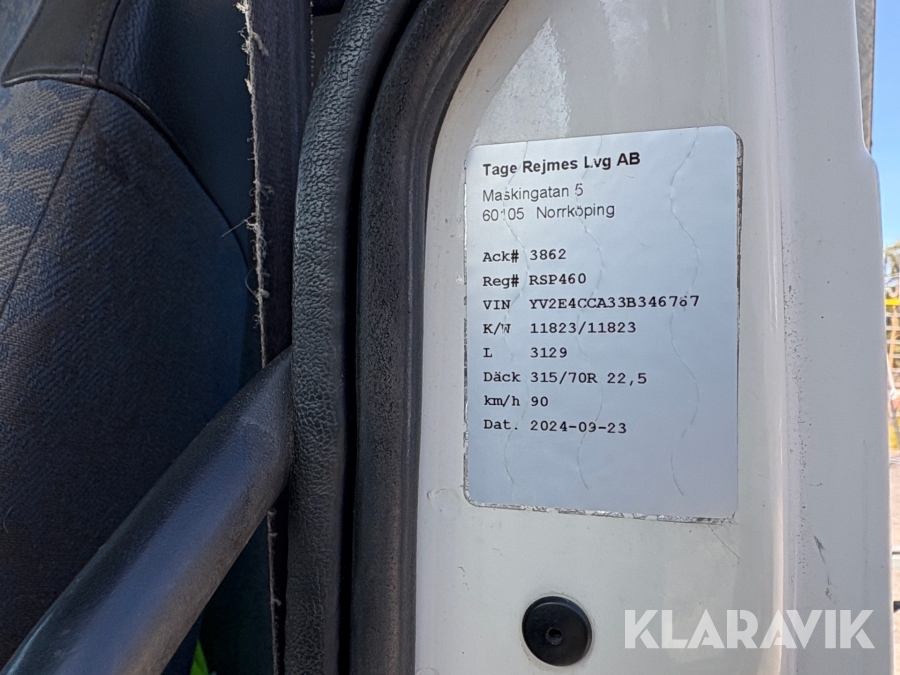 Tage Rejmes Lvg AB
Maskingatan 5
60105 Norrköping
Ack# 3862
Reg# RSP460
VIN YV2E4CCA33B346767
K/W 11823/11823
L 3129
Däck 315/70R 22,5
km/h 90
Dat. 2024-09-23
KLARAVIK